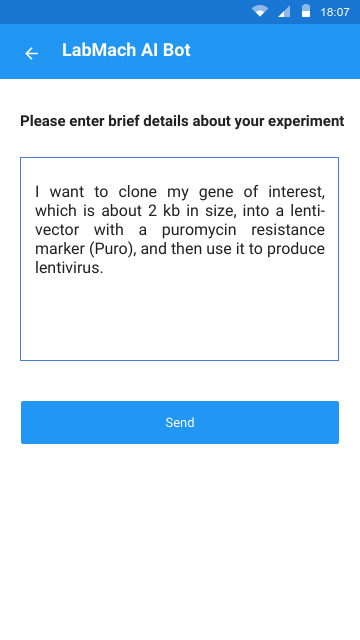 18:07
LabMach AI Bot
Please enter brief details about your experiment
I want to clone my gene of interest,
which is about 2 kb in size, into a lenti-
vector with a puromycin resistance
marker (Puro), and then use it to produce
lentivirus.
Send